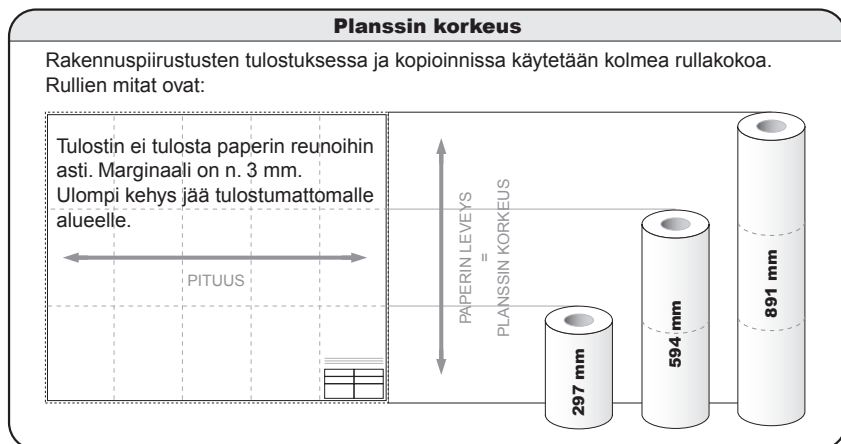 Planssin korkeus
Rakennuspiirustusten tulostuksessa ja kopioinnissa käytetään kolmea rullakokoa.
Rullien mitat ovat:
Tulostin ei tulosta paperin reunoihin
asti. Marginaali on n. 3 mm.
Ulompi kehys jää tulostumattomalle
alueelle.
PITUUS
PAPERIN LEVEYS
=
PLANSSIN KORKEUS
297 mm
594 mm
891 mm